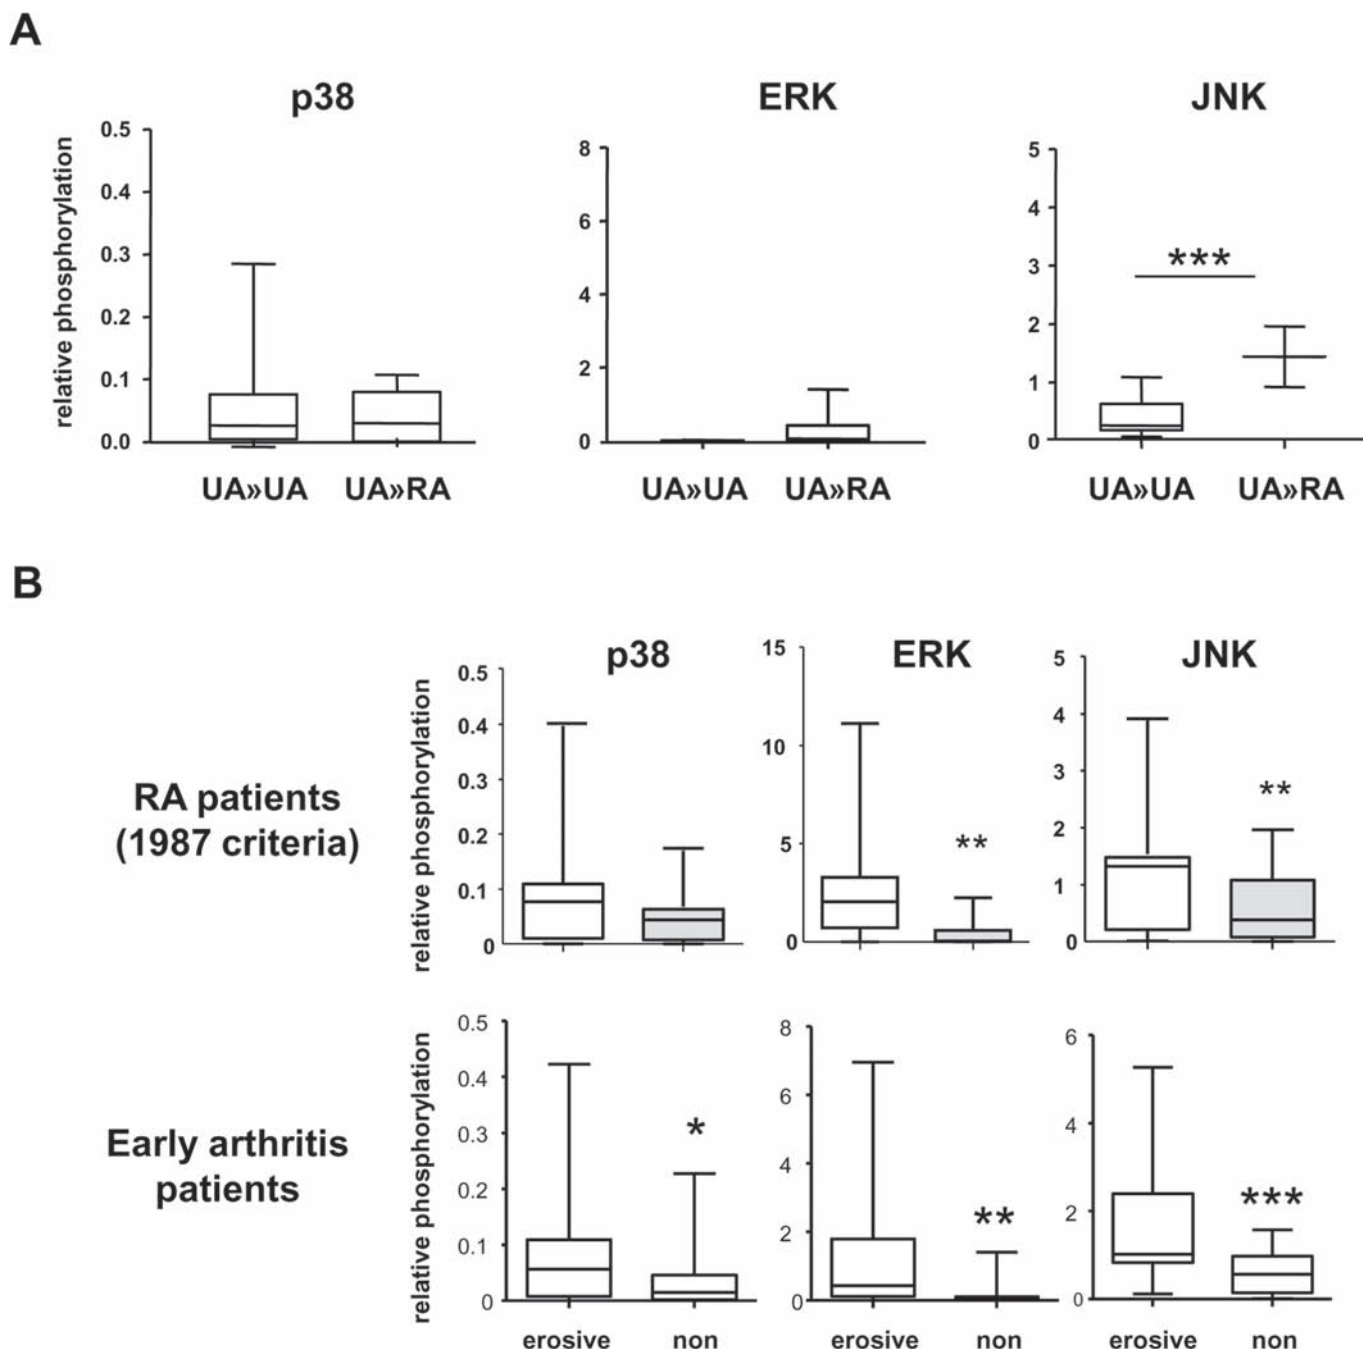 A
p38
ERK
JNK
relative phosphorylation
0.5
0.4
0.3
0.2
0.1
0.0
8
6
4
2
0
5
4
3
2
1
0
***
UA»UA
UA»RA
UA»UA
UA»RA
UA»UA
UA»RA
B
p38
ERK
JNK
RA patients
(1987 criteria)
relative phosphorylation
0.5
0.4
0.3
0.2
0.1
0
15
10
5
0
**
5
4
3
2
1
0
**
Early arthritis
patients
relative phosphorylation
0.5
0.4
0.3
0.2
0.1
0
*
8
6
4
2
0
**
6
4
2
0
***
erosive
non
erosive
non
erosive
non